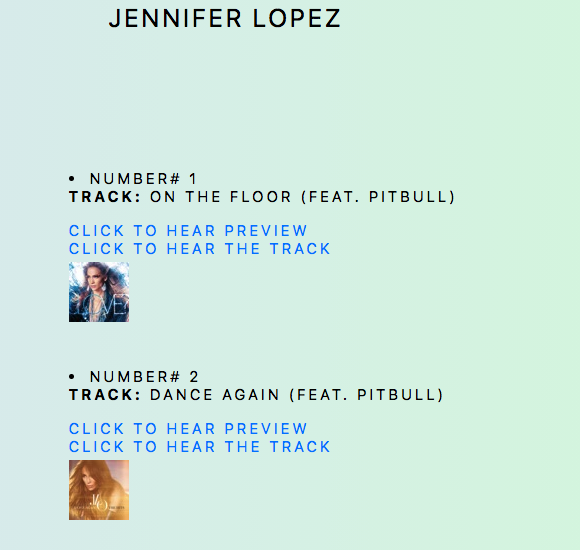 JENNIFER LOPEZ
• NUMBER# 1
TRACK: ON THE FLOOR (FEAT. PITBULL)
CLICK TO HEAR PREVIEW
CLICK TO HEAR THE TRACK
• NUMBER# 2
TRACK: DANCE AGAIN (FEAT. PITBULL)
CLICK TO HEAR PREVIEW
CLICK TO HEAR THE TRACK